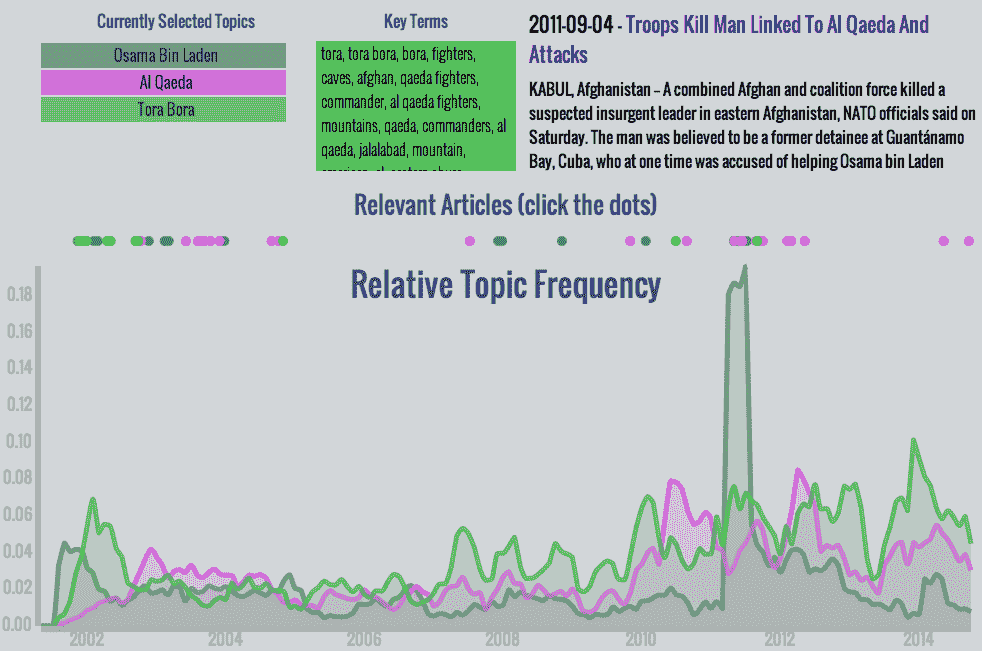 Currently Selected Topics
Osama Bin Laden
Al Qaeda
Tora Bora
Key Terms
tora, tora bora, bora, fighters,
caves, afghan, qaeda fighters,
commander, al qaeda fighters,
mountains, qaeda, commanders, al
qaeda, jalalabad, mountain,
2011-09-04 - Troops Kill Man Linked To Al Qaeda And
Attacks
KABUL, Afghanistan – A combined Afghan and coalition force killed a
suspected insurgent leader in eastern Afghanistan, NATO officials said on
Saturday. The man was believed to be a former detainee at Guantánamo
Bay, Cuba, who at one time was accused of helping Osama bin Laden
Relevant Articles (click the dots)
Relative Topic Frequency
0.18
0.16
0.14
0.12
0.10
0.08
0.06
0.04
0.02
0.00
2002 2004 2006 2008 2010 2012 2014